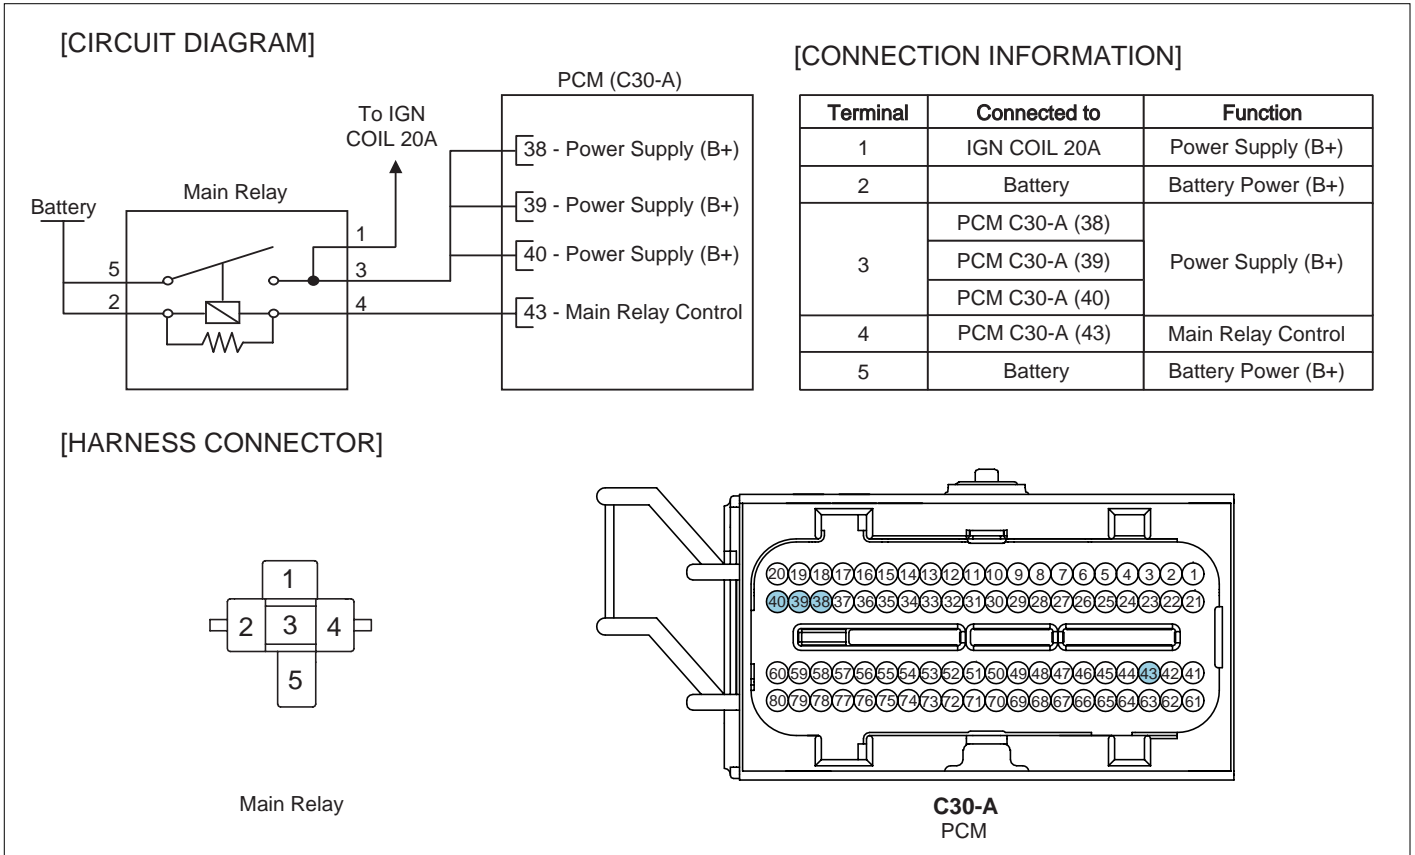 [CIRCUIT DIAGRAM]
PCM (C30-A)
To IGN
COIL 20A
Main Relay
Battery
5
2
1
3
4
38 - Power Supply (B+)
39 - Power Supply (B+)
40 - Power Supply (B+)
43 - Main Relay Control
[CONNECTION INFORMATION]
Terminal Connected to Function
1 IGN COIL 20A Power Supply (B+)
2 Battery Battery Power (B+)
PCM C30-A (38)
3 PCM C30-A (39) Power Supply (B+)
PCM C30-A (40)
4 PCM C30-A (43) Main Relay Control
5 Battery Battery Power (B+)
[HARNESS CONNECTOR]
1
2 3 4
5
Main Relay
20 19 18 17 16 15 14 13 12 11 10 9 8 7 6 5 4 3 2 1
40 39 38 37 36 35 34 33 32 31 30 29 28 27 26 25 24 23 22 21
60 59 58 57 56 55 54 53 52 51 50 49 48 47 46 45 44 43 42 41
80 79 78 77 76 75 74 73 72 71 70 69 68 67 66 65 64 63 62 61
C30-A
PCM